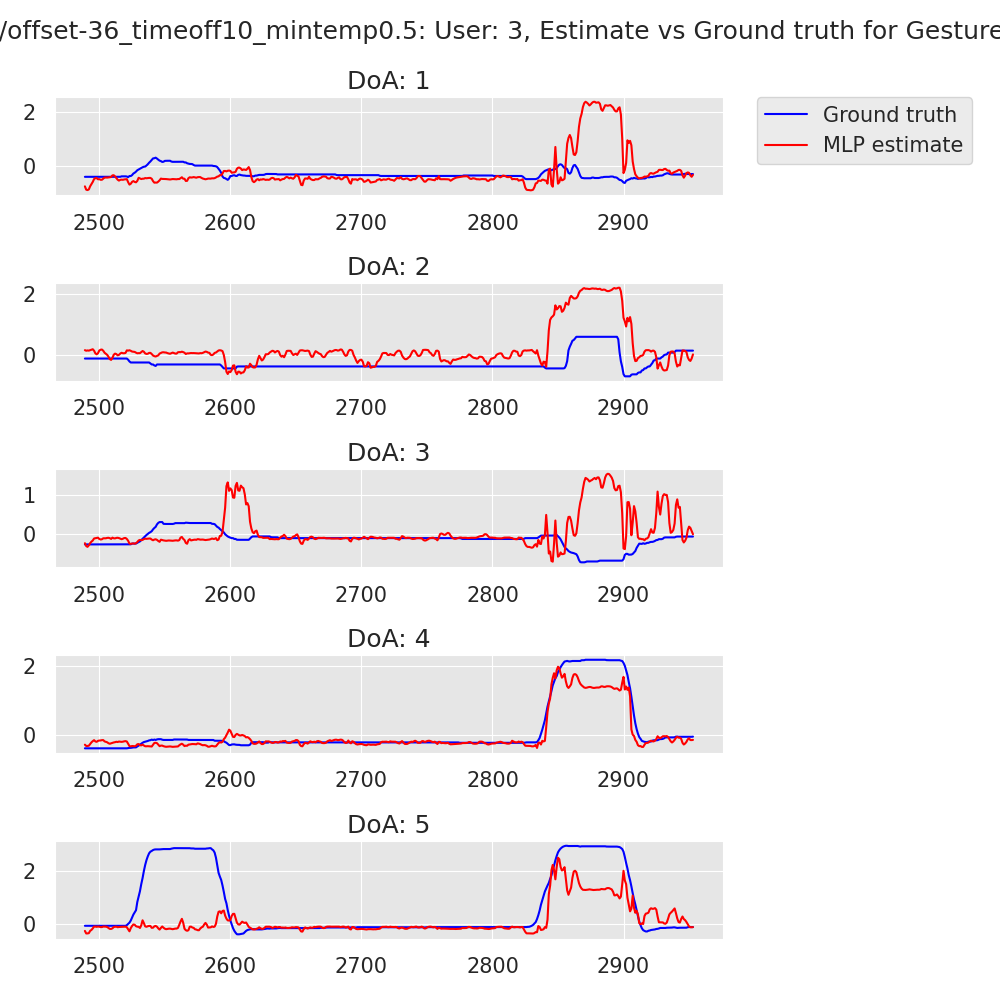 /offset-36_timeoff10_mintemp0.5: User: 3, Estimate vs Ground truth for Gesture
DoA: 1
Ground truth
MLP estimate
2
0
2500 2600 2700 2800 2900
DoA: 2
2
0
2500 2600 2700 2800 2900
DoA: 3
1
0
2500 2600 2700 2800 2900
DoA: 4
2
0
2500 2600 2700 2800 2900
DoA: 5
2
0
2500 2600 2700 2800 2900